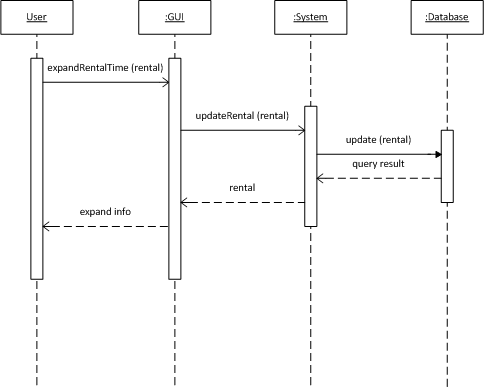 User
:GUI
:System
:Database
expandRentalTime (rental)
updateRental (rental)
update (rental)
query result
rental
expand info